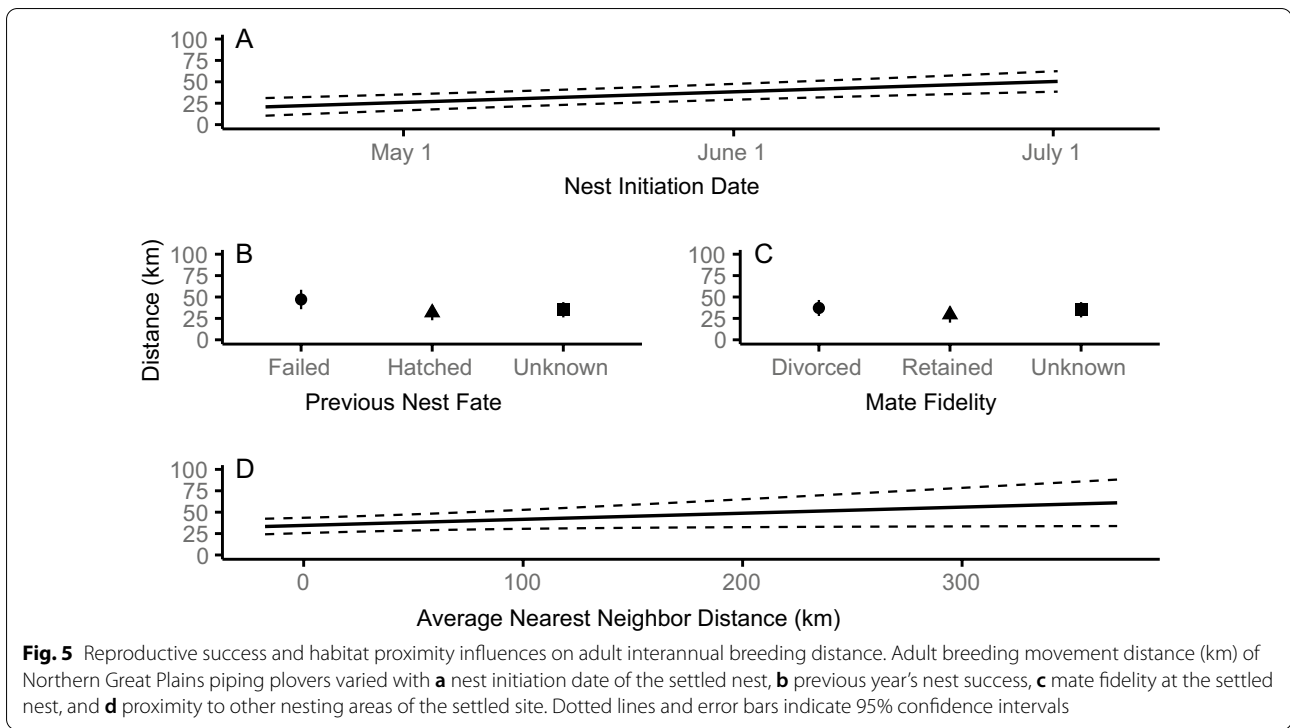 A
100
75
50
25
0
May 1 June 1 July 1
Nest Initiation Date
Distance (km)
B
100
75
50
25
0
Failed Hatched Unknown
Previous Nest Fate
C
100
75
50
25
0
Divorced Retained Unknown
Mate Fidelity
D
100
75
50
25
0
0 100 200 300
Average Nearest Neighbor Distance (km)
Fig. 5 Reproductive success and habitat proximity influences on adult interannual breeding distance. Adult breeding movement distance (km) of
Northern Great Plains piping plovers varied with a nest initiation date of the settled nest, b previous year's nest success, c mate fidelity at the settled
nest, and d proximity to other nesting areas of the settled site. Dotted lines and error bars indicate 95% confidence intervals